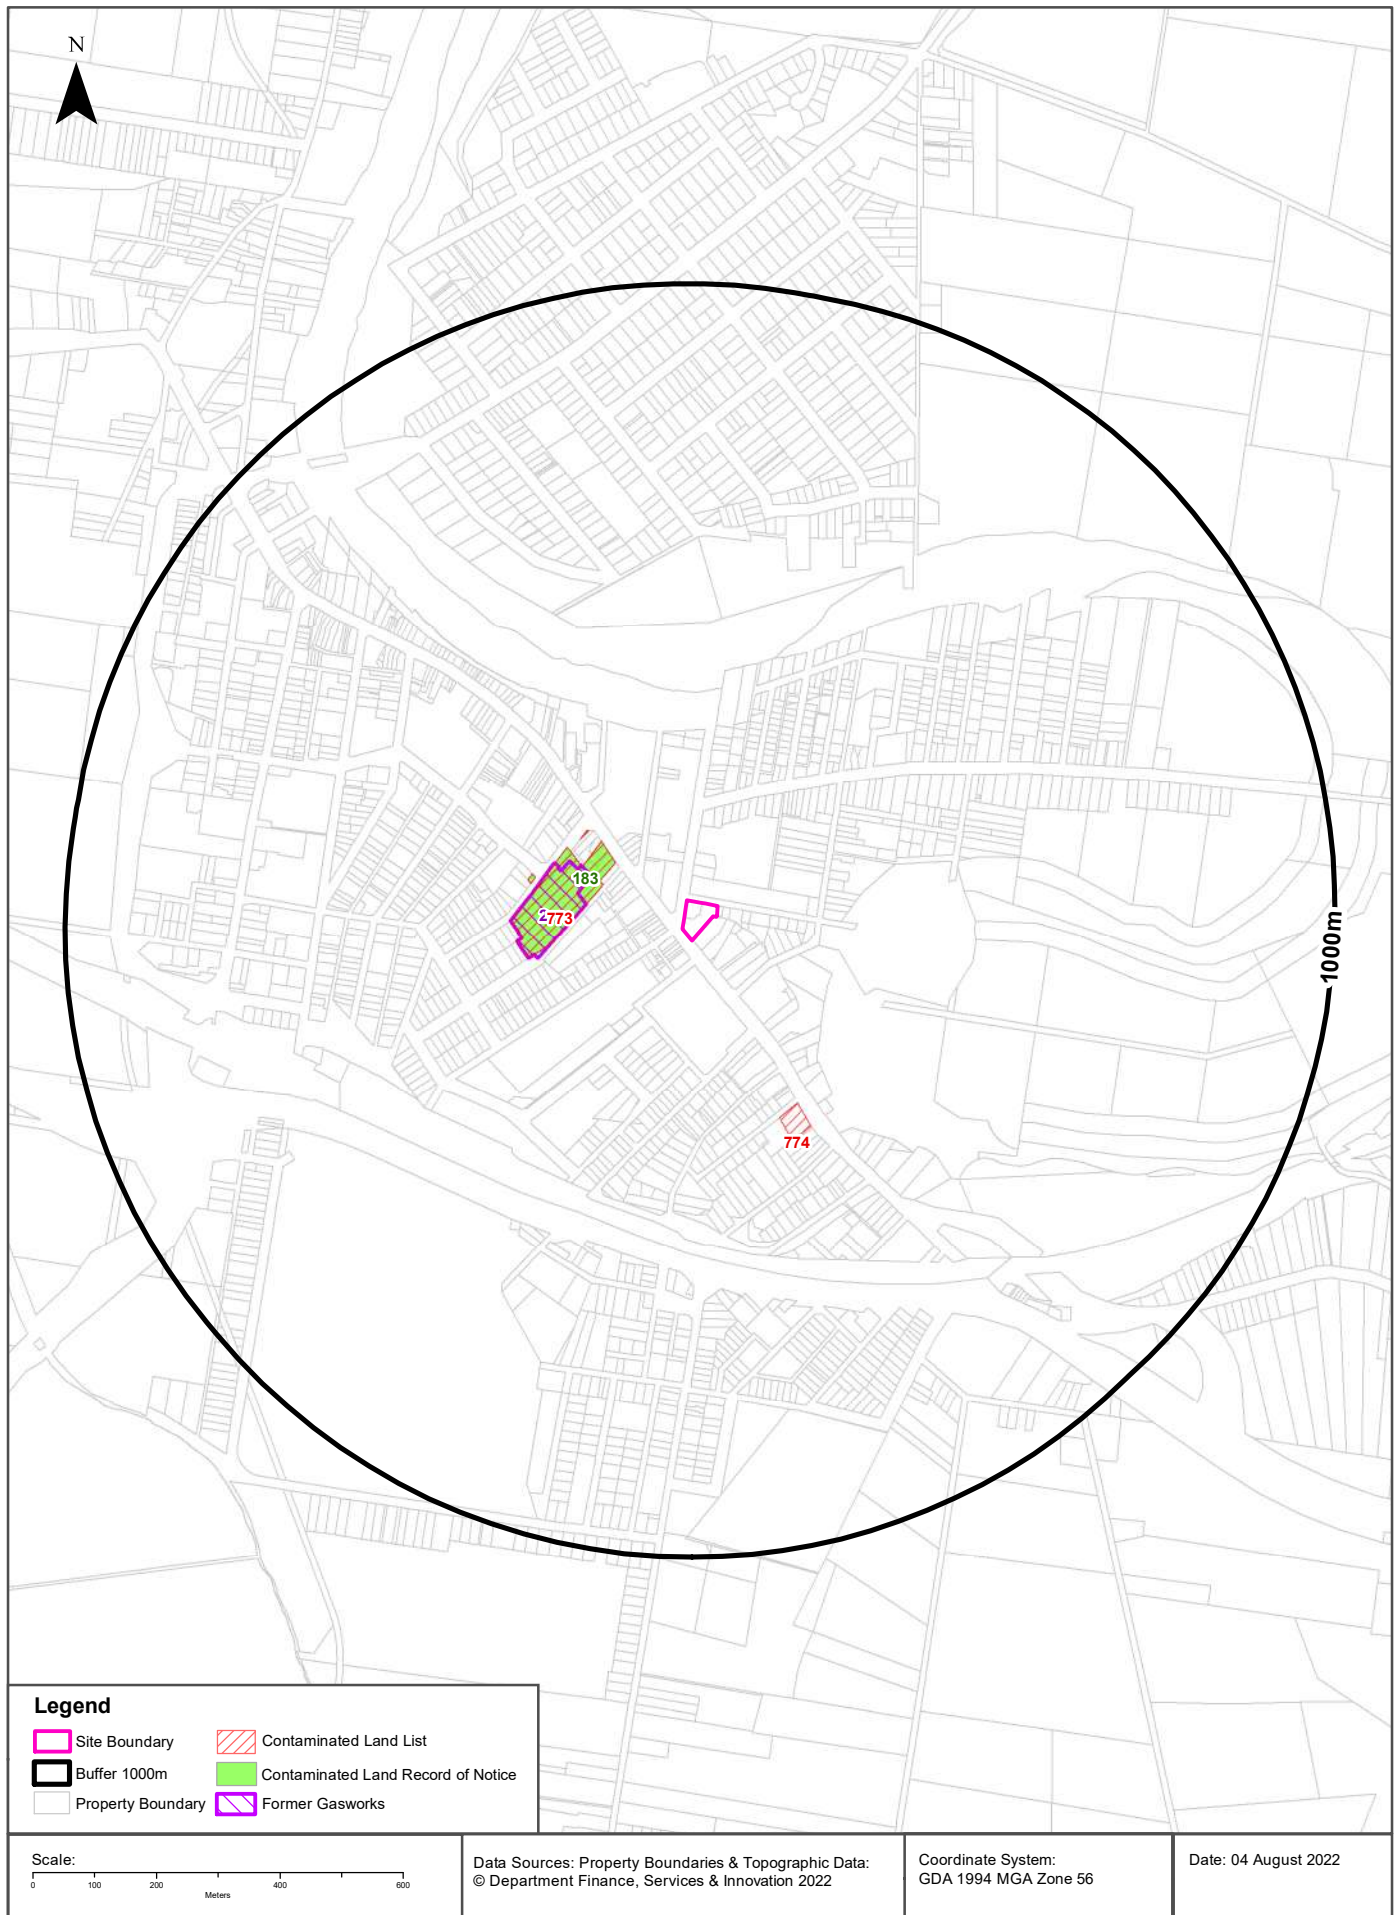 N
183
773
1000m
774
Legend
Site Boundary
Contaminated Land List
Buffer 1000m
Contaminated Land Record of Notice
Property Boundary
Former Gasworks
Scale:
0 100 200 400 600
Meters
Data Sources: Property Boundaries & Topographic Data:
© Department Finance, Services & Innovation 2022
Coordinate System:
GDA 1994 MGA Zone 56
Date: 04 August 2022